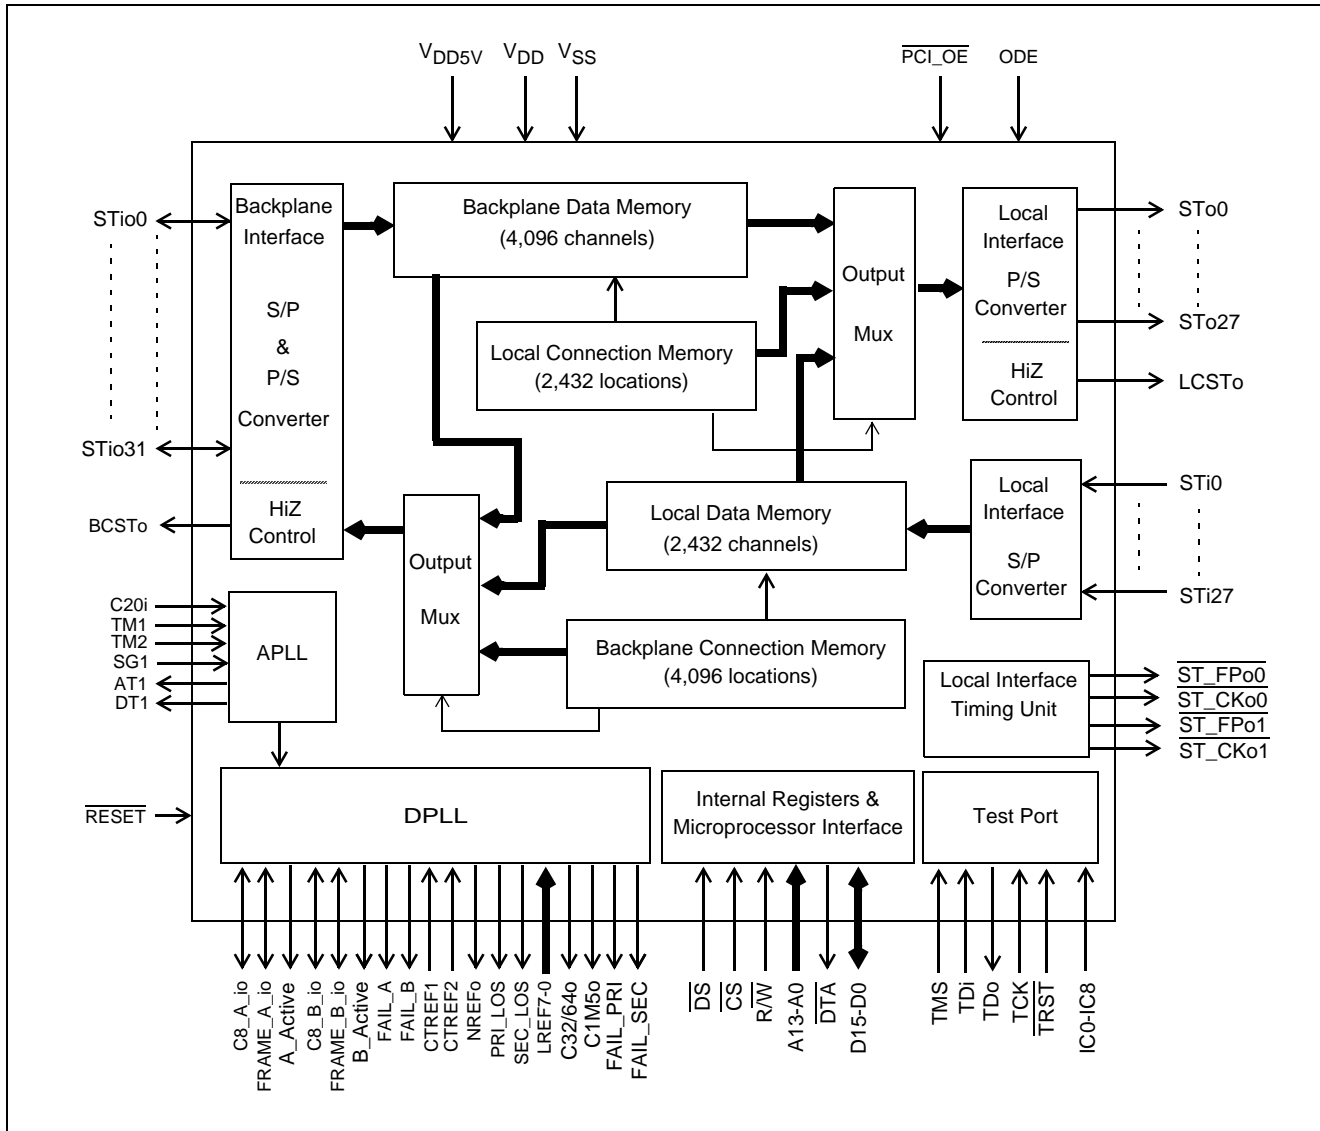 VDD5V VDD VSS PCI_OE ODE
STio0
STio31
BCSTo
Backplane
Interface
S/P
&
P/S
Converter
HiZ
Control
Backplane Data Memory
(4,096 channels)
Local Connection Memory
(2,432 locations)
Output
Mux
Local
Interface
P/S
Converter
HiZ
Control
STo0
STo27
LCSTo
Local Data Memory
(2,432 channels)
Local
Interface
S/P
Converter
STi0
STi27
Output
Mux
Backplane Connection Memory
(4,096 locations)
C20i
TM1
TM2
SG1
AT1
DT1
APLL
Local Interface
Timing Unit
ST_FPo0
ST_CKo0
ST_FPo1
ST_CKo1
RESET
DPLL
Internal Registers &
Microprocessor Interface
Test Port
C8_A_io
FRAME_A_io
A_Active
C8_B_io
FRAME_B_io
B_Active
FAIL_A
FAIL_B
CTREF1
CTREF2
NREFo
PRI_LOS
SEC_LOS
LREF7-0
C32/64o
C1M5o
FAIL_PRI
FAIL_SEC
DS
CS
R/W
A13-A0
DTA
D15-D0
TMS
TDi
TDo
TCK
TRST
IC0-IC8